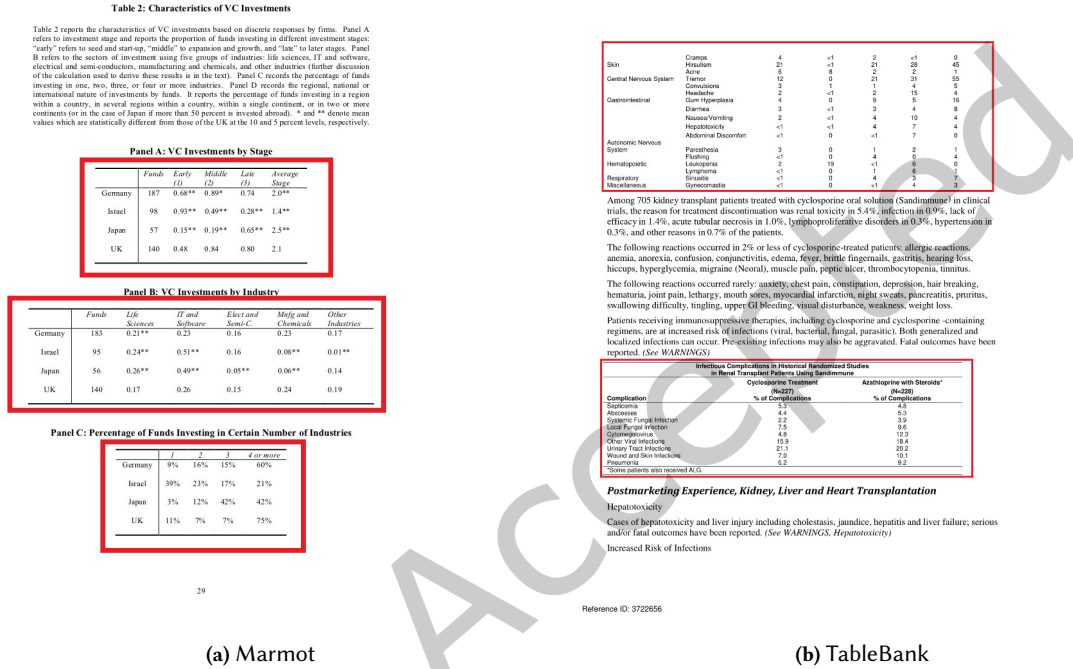 Table 2: Characteristics of VC Investments
Table 2 reports the characteristics of VC investments based on discrete responses by firms. Panel A
refers to investment stage and reports the proportion of funds investing in different investment stages:
"early" refers to seed and start-up, "middle" to expansion and growth, and "late" to later stages. Panel
B refers to the sectors of investment using five groups of industries: life sciences, IT and software,
electrical and semi-conductors, manufacturing and chemicals, and other industries (further discussion
of the calculation used to derive these results is in the text). Panel C records the percentage of funds
investing in one, two, three, or four or more industries. Panel D records the regional, national or
international nature of investments by funds. It reports the percentage of funds investing in a region
within a country, in several regions within a country, within a single continent, or in two or more
continents (or in the case of Japan if more than 50 percent is invested abroad). * and ** denote mean
values which are statistically different from those of the UK at the 10 and 5 percent levels, respectively.
Panel A: VC Investments by Stage
Funds Early Middle Late Average
(1) (2) (3) Stage
Germany 187 0.68** 0.89* 0.74 2.0**
Israel 98 0.93** 0.49** 0.28** 1.4**
Japan 57 0.15** 0.19** 0.65** 2.5**
UK 140 0.48 0.84 0.80 2.1
Panel B: VC Investments by Industry
Funds Life IT and Elect and Mnfg and Other
Sciences Software Semi-C. Chemicals Industries
Germany 183 0.21** 0.23 0.16 0.23 0.17
Israel 95 0.24** 0.51** 0.16 0.08** 0.01**
Japan 56 0.26** 0.49** 0.05** 0.06** 0.14
UK 140 0.17 0.26 0.15 0.24 0.19
Panel C: Percentage of Funds Investing in Certain Number of Industries
1 2 3 4 or more
Germany 9% 16% 15% 60%
Israel 39% 23% 17% 21%
Japan 3% 12% 42% 42%
UK 11% 7% 7% 75%
29
(a) Marmot
Cramps 4 <1 2 <1 0
Skin Hirsutism 21 <1 21 28 45
Acne 6 8 2 2 1
Central Nervous System Tremor 12 0 21 31 55
Convulsions 3 1 1 4 5
Headache 2 <1 2 15 4
Gastrointestinal Gum Hyperplasia 4 0 9 5 16
Diarrhea 3 <1 3 4 8
Nausea/Vomiting 2 <1 4 10 4
Hepatotoxicity <1 <1 4 7 4
Abdominal Discomfort <1 0 <1 7 0
Autonomic Nervous
System Paresthesia 3 0 1 2 1
Flushing <1 0 4 0 4
Hematopoietic Leukopenia 2 19 <1 6 0
Lymphoma <1 0 1 6 1
Respiratory Sinusitis <1 0 4 3 7
Miscellaneous Gynecomastia <1 0 <1 4 3
Among 705 kidney transplant patients treated with cyclosporine oral solution (Sandimmune) in clinical
trials, the reason for treatment discontinuation was renal toxicity in 5.4%, infection in 0.9%, lack of
efficacy in 1.4%, acute tubular necrosis in 1.0%, lymphoproliferative disorders in 0.3%, hypertension in
0.3%, and other reasons in 0.7% of the patients.
The following reactions occurred in 2% or less of cyclosporine-treated patients: allergic reactions,
anemia, anorexia, confusion, conjunctivitis, edema, fever, brittle fingernails, gastritis, hearing loss,
hiccups, hyperglycemia, migraine (Neoral), muscle pain, peptic ulcer, thrombocytopenia, tinnitus.
The following reactions occurred rarely: anxiety, chest pain, constipation, depression, hair breaking,
hematuria, joint pain, lethargy, mouth sores, myocardial infarction, night sweats, pancreatitis, pruritus,
swallowing difficulty, tingling, upper GI bleeding, visual disturbance, weakness, weight loss.
Patients receiving immunosuppressive therapies, including cyclosporine and cyclosporine -containing
regimens, are at increased risk of infections (viral, bacterial, fungal, parasitic). Both generalized and
localized infections can occur. Pre-existing infections may also be aggravated. Fatal outcomes have been
reported. (See WARNINGS)
Infectious Complications in Historical Randomized Studies
in Renal Transplant Patients Using Sandimmune
Cyclosporine Treatment Azathioprine with Steroids*
(N=227) (N=228)
Complication % of Complications % of Complications
Septicemia 5.3 4.8
Abscesses 4.4 5.3
Systemic Fungal Infection 2.2 3.9
Local Fungal Infection 7.5 9.6
Cytomegalovirus 4.8 12.3
Other Viral Infections 15.9 18.4
Urinary Tract Infections 21.1 20.2
Wound and Skin Infections 7.0 10.1
Pneumonia 6.2 9.2
*Some patients also received ALG.
Postmarketing Experience, Kidney, Liver and Heart Transplantation
Hepatotoxicity
Cases of hepatotoxicity and liver injury including cholestasis, jaundice, hepatitis and liver failure; serious
and/or fatal outcomes have been reported. (See WARNINGS, Hepatotoxicity)
Increased Risk of Infections
Reference ID: 3722656
(b) TableBank
Accepted